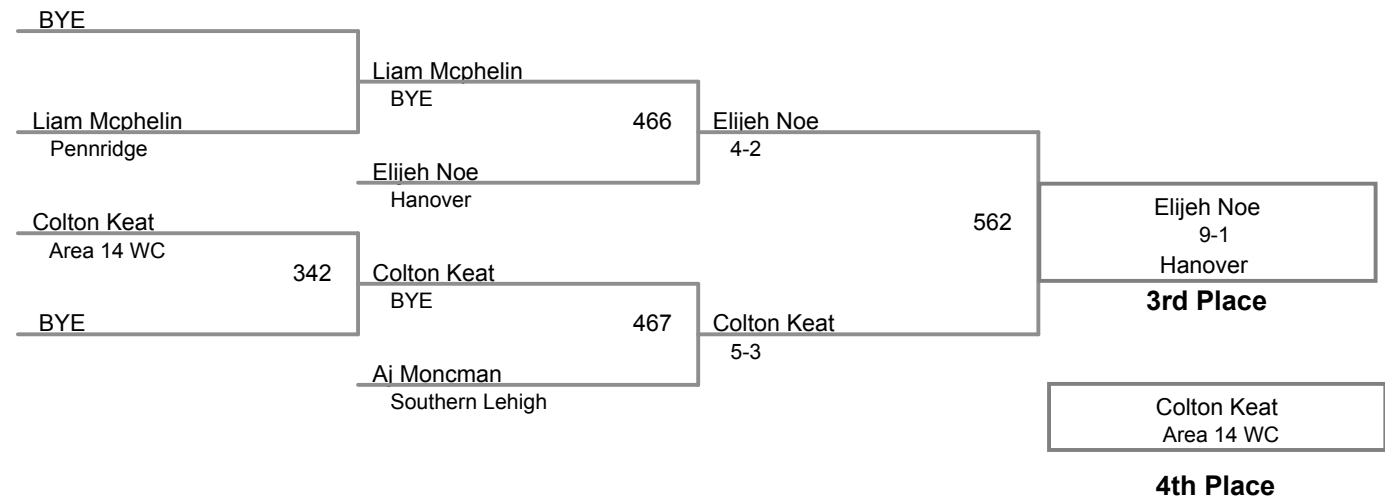 BYE
Liam Mcphelin
BYE
Liam Mcphelin
466
Elijeh Noe
Pennridge
4-2
Elijeh Noe
Hanover
Elijeh Noe
9-1
Hanover
3rd Place
Colton Keat
562
Area 14 WC
342
Colton Keat
BYE
BYE
467
Colton Keat
5-3
Aj Moncman
Southern Lehigh
Colton Keat
Area 14 WC
4th Place